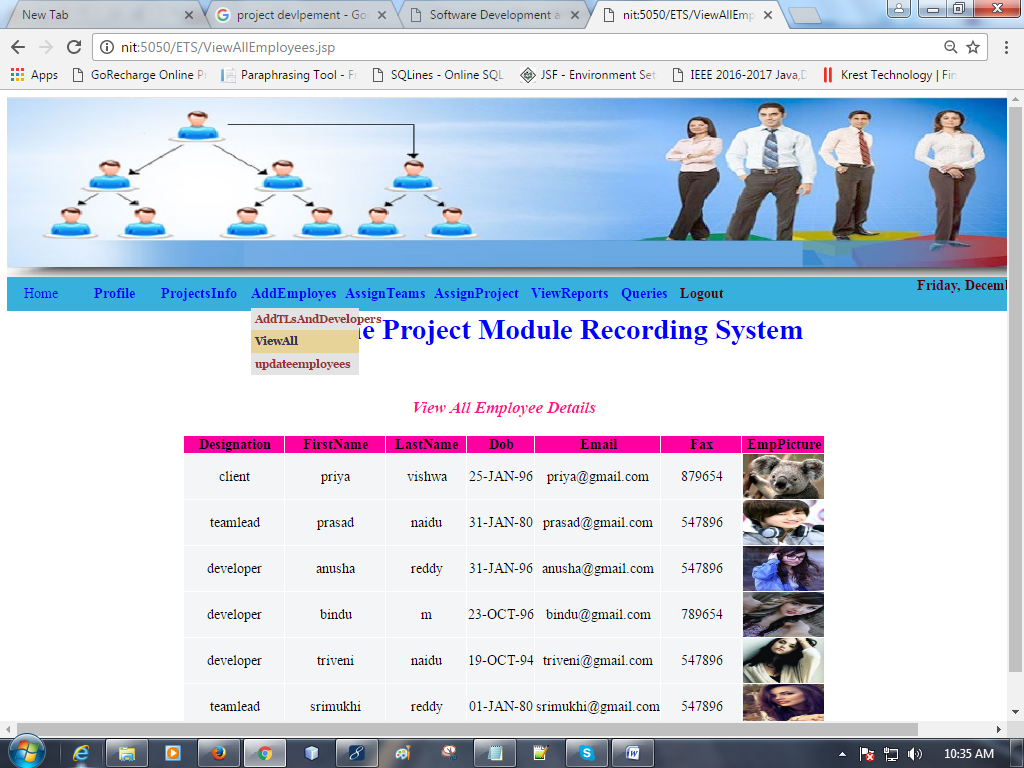 New Tab
project devlpement - Go
Software Development a
nit:5050/ETS/ViewAllEmp
nit:5050/ETS/ViewAllEmployees.jsp
Apps
GoRecharge Online P
Paraphrasing Tool - F
SQLines - Online SQL
JSF - Environment Set
IEEE 2016-2017 Java,D
Krest Technology | Fin
Home Profile ProjectsInfo AddEmployes AssignTeams AssignProject ViewReports Queries Logout
Friday, Decemb
AddTLsAndDevelopers
ViewAll
updateemployees
e Project Module Recording System
View All Employee Details
Designation FirstName LastName Dob Email Fax EmpPicture
client priya vishwa 25-JAN-96 priya@gmail.com 879654
teamlead prasad naidu 31-JAN-80 prasad@gmail.com 547896
developer anusha reddy 31-JAN-96 anusha@gmail.com 547896
developer bindu m 23-OCT-96 bindu@gmail.com 789654
developer triveni naidu 19-OCT-94 triveni@gmail.com 547896
teamlead srimukhi reddy 01-JAN-80 srimukhi@gmail.com 547896
10:35 AM